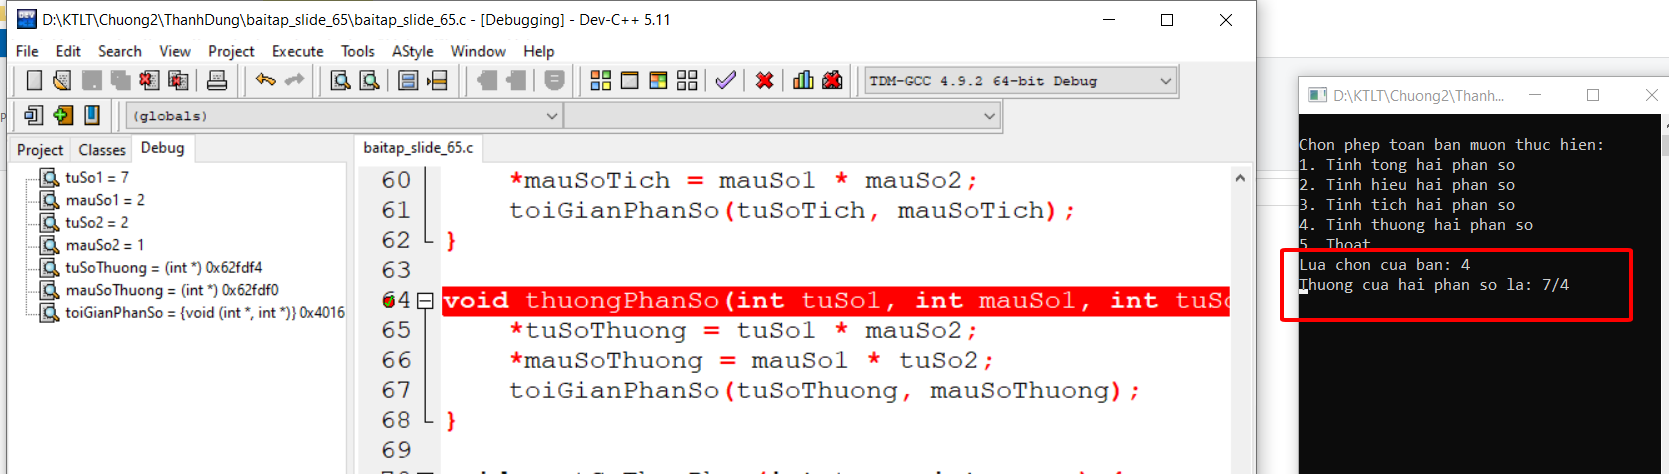 D:\KTLT\Chuong2\ThanhDung\baitap_slide_65\baitap_slide_65.c - [Debugging] - Dev-C++ 5.11
File Edit Search View Project Execute Tools AStyle Window Help
TDM-GCC 4.9.2 64-bit Debug
(globals)
Project Classes Debug
tuSo1 = 7
mauSo1 = 2
tuSo2 = 2
mauSo2 = 1
tuSoThuong = (int *) 0x62fdf4
mauSoThuong = (int *) 0x62fdf0
toiGianPhanSo = {void (int *, int *)} 0x4016
baitap_slide_65.c
60 *mauSoTich = mauSo1 * mauSo2;
61 toiGianPhanSo(tuSoTich, mauSoTich);
62 }
63
64 void thuongPhanSo(int tuSo1, int mauSo1, int tuSo
65 *tuSoThuong = tuSo1 * mauSo2;
66 *mauSoThuong = mauSo1 * tuSo2;
67 toiGianPhanSo(tuSoThuong, mauSoThuong);
68 }
69
D:\KTLT\Chuong2\Thanh...
Chon phep toan ban muon thuc hien:
1. Tinh tong hai phan so
2. Tinh hieu hai phan so
3. Tinh tich hai phan so
4. Tinh thuong hai phan so
5. Thoat
Lua chon cua ban: 4
Thuong cua hai phan so la: 7/4